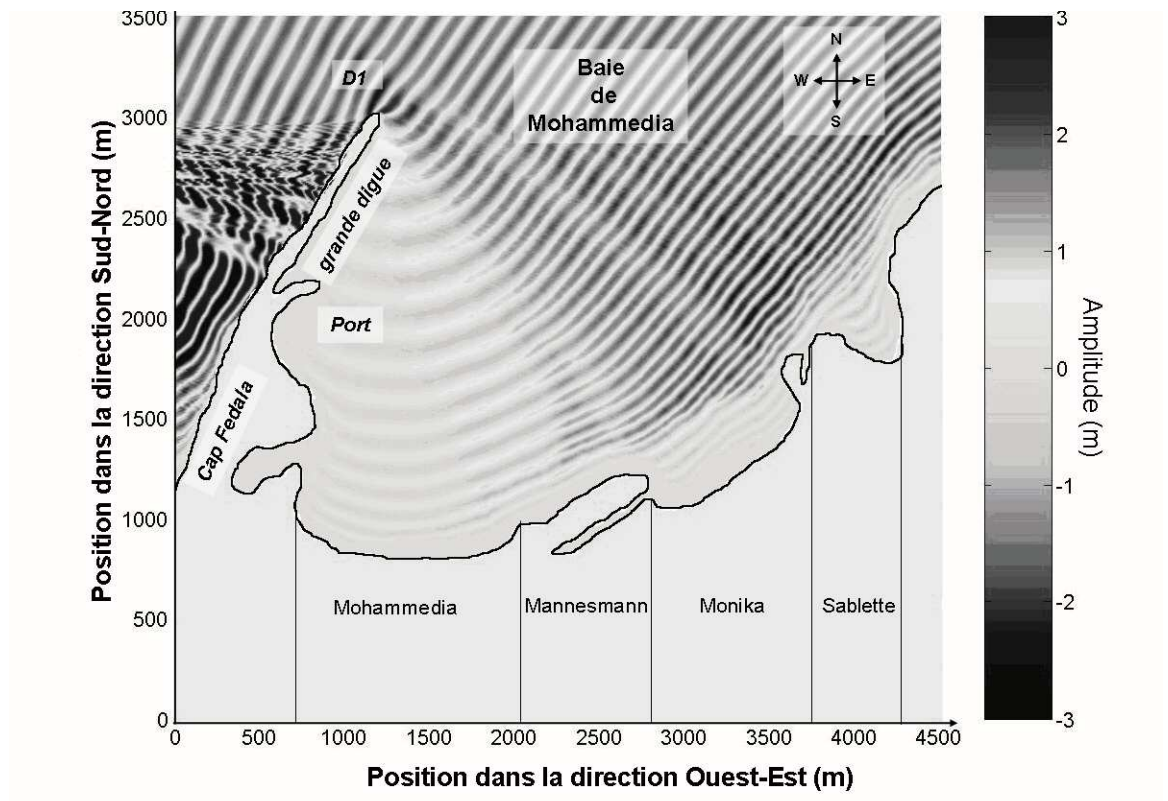 3500
3000
2500
2000
1500
1000
500
0
Position dans la direction Sud-Nord (m)
D1
Baie
de
Mohammedia
N
W E
S
grande digue
Port
Cap Fedala
Mohammedia
Mannesmann
Monika
Sablette
0 500 1000 1500 2000 2500 3000 3500 4000 4500
Position dans la direction Ouest-Est (m)
3
2
1
0
-1
-2
-3
Amplitude (m)